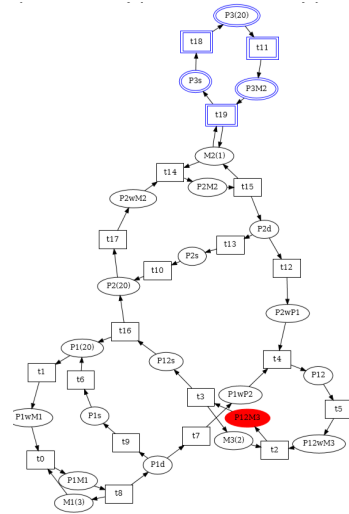 P3(20)
t18
t11
P3s
P3M2
t19
M2(1)
t14
P2M2
t15
P2wM2
t17
P2d
t13
P2s
t10
t12
P2(20)
P2wP1
t16
P1(20)
P12s
t4
t1
t6
P12
t3
P1wP2
P1wM1
P1s
P12M3
t5
t9
t7
M3(2)
t2
P12wM3
t0
P1d
P1M1
t8
M1(3)